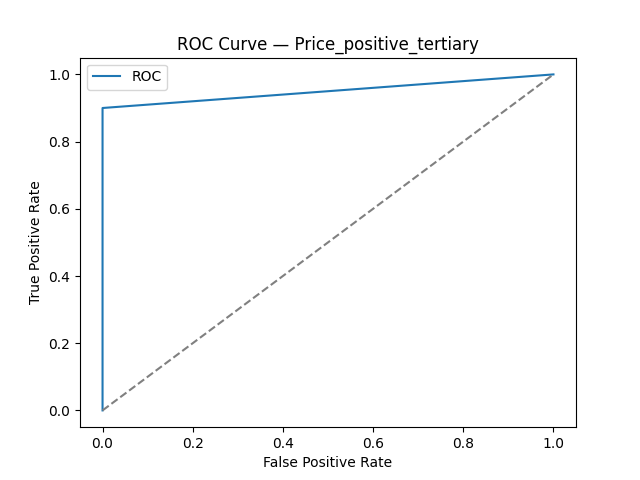 ROC Curve — Price_positive_tertiary
ROC
True Positive Rate
1.0
0.8
0.6
0.4
0.2
0.0
0.0 0.2 0.4 0.6 0.8 1.0
False Positive Rate